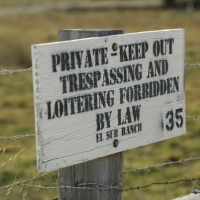 PRIVATE - KEEP OUT
TRESPASSING AND
LOITERING FORBIDDEN
BY LAW
EL SUR RANCH
35